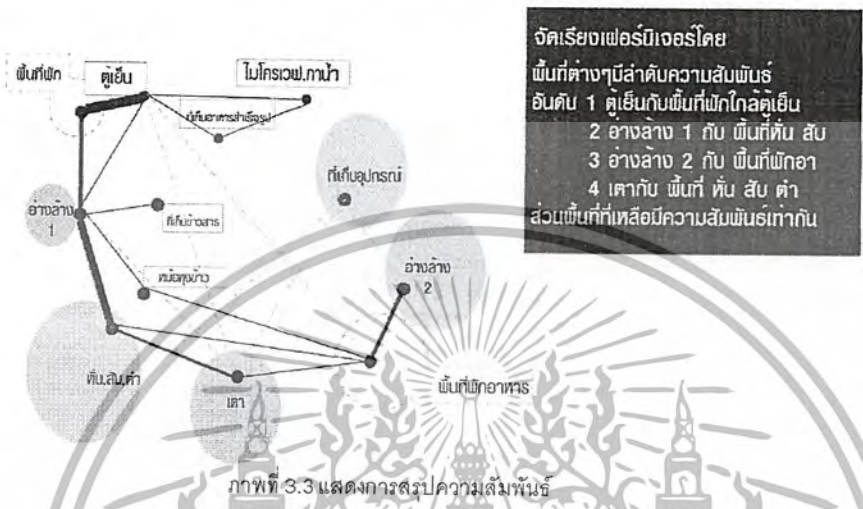 พื้นที่พัก
ตู้เย็น
ไมโครเวฟ.กาน้ำ
ที่เก็บอาหารสำเร็จรูป
ที่เก็บอุปกรณ์
อ่างล้าง
1
ที่เก็บข้าวสาร
หม้อหุงข้าว
อ่างล้าง
2
หั่น.สับ.ตำ
เตา
พื้นที่พักอาหาร
จัดเรียงเฟอร์นิเจอร์โดย
พื้นที่ต่างๆมีลำดับความสัมพันธ์
อันดับ 1 ตู้เย็นกับพื้นที่พักใกล้ตู้เย็น
2 อ่างล้าง 1 กับ พื้นที่หั่น สับ
3 อ่างล้าง 2 กับ พื้นที่พักอา
4 เตากับ พื้นที่ หั่น สับ ตำ
ส่วนพื้นที่ที่เหลือมีความสัมพันธ์เท่ากัน
ภาพที่ 3.3 แสดงการสรุปความสัมพันธ์